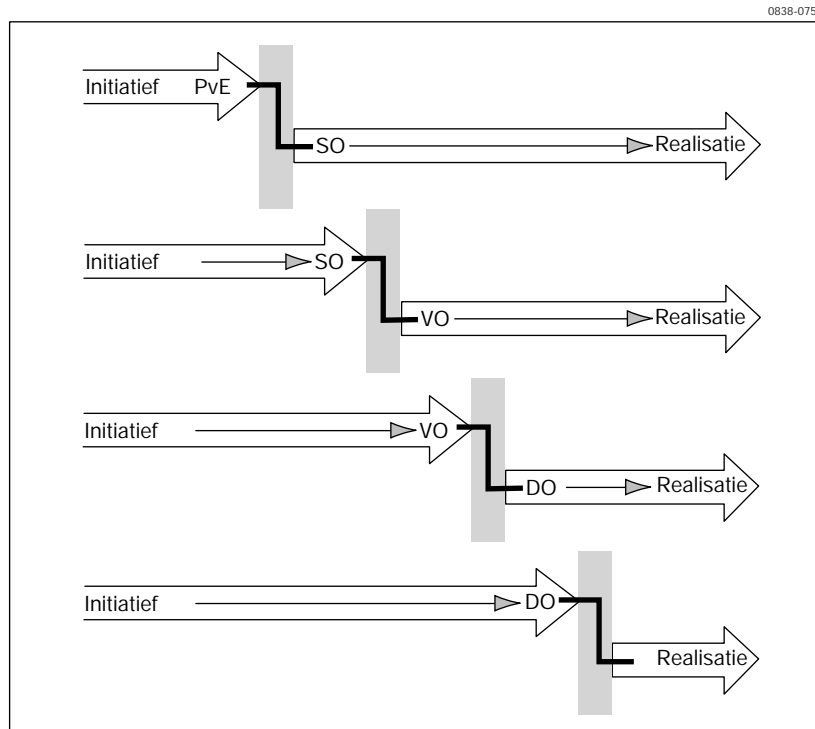 0838-075
Initiatief PvE
SO Realisatie
Initiatief SO
VO Realisatie
Initiatief VO
DO Realisatie
Initiatief DO
Realisatie